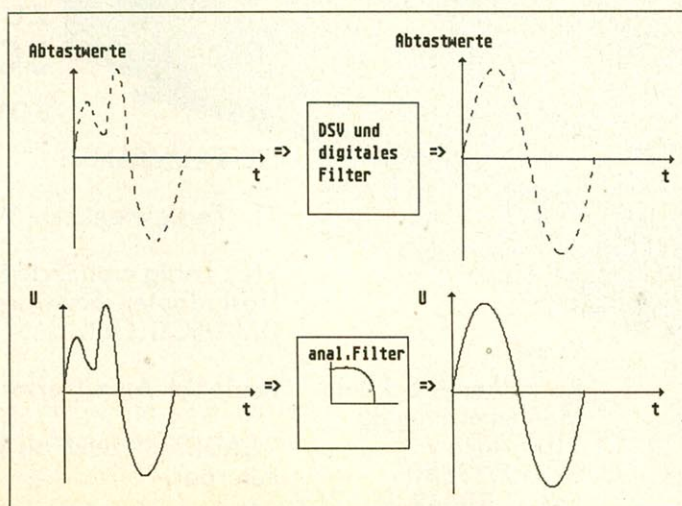 Abtastwerte
Abtastwerte
=>
DSV und
digitales
Filter
=>
t
t
U
U
anal.Filter
=>
=>
t
t